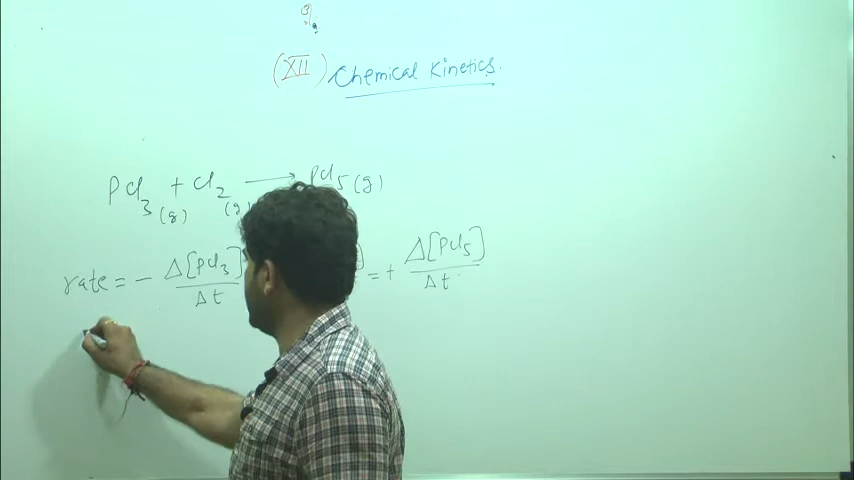 (XII) Chemical Kinetics.
PCl3 (g) + Cl2 (g) → PCl5 (g)
rate = - Δ[PCl3] / Δt = + Δ[PCl5] / Δt